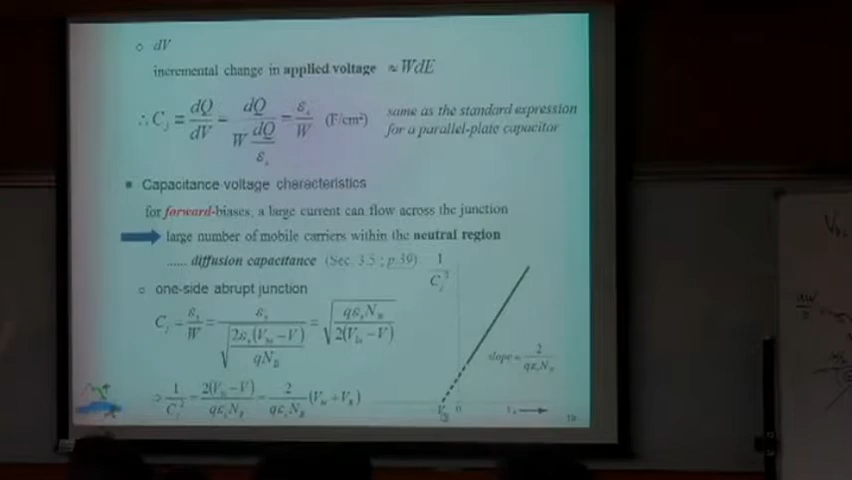 dV
incremental change in applied voltage ≈ WdE
∴ C_j ≡ dQ/dV = dQ/(W dQ/ε_s) = ε_s/W (F/cm²) same as the standard expression
for a parallel-plate capacitor
Capacitance-voltage characteristics
for forward-biases, a large current can flow across the junction
large number of mobile carriers within the neutral region
...... diffusion capacitance (Sec. 3.5 ; p.39)
1/C_j²
one-side abrupt junction
C_j = ε_s/W = ε_s/√(2ε_s(V_bi − V)/qN_B) = √(qε_sN_B/2(V_bi − V))
slope = 2/qε_sN_B
⇒ 1/C_j² = 2(V_bi − V)/qε_sN_B = 2/qε_sN_B (V_bi + V_R)
0